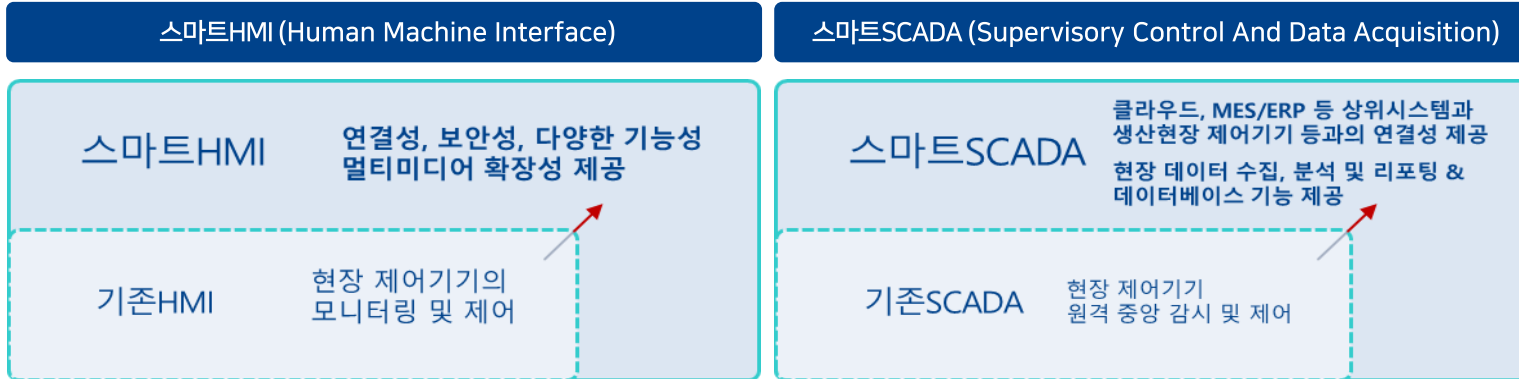 스마트HMI (Human Machine Interface)
스마트HMI
연결성, 보안성, 다양한 기능성
멀티미디어 확장성 제공
기존HMI
현장 제어기기의
모니터링 및 제어
스마트SCADA (Supervisory Control And Data Acquisition)
스마트SCADA
클라우드, MES/ERP 등 상위시스템과
생산현장 제어기기 등과의 연결성 제공
현장 데이터 수집, 분석 및 리포팅 &
데이터베이스 기능 제공
기존SCADA
현장 제어기기
원격 중앙 감시 및 제어